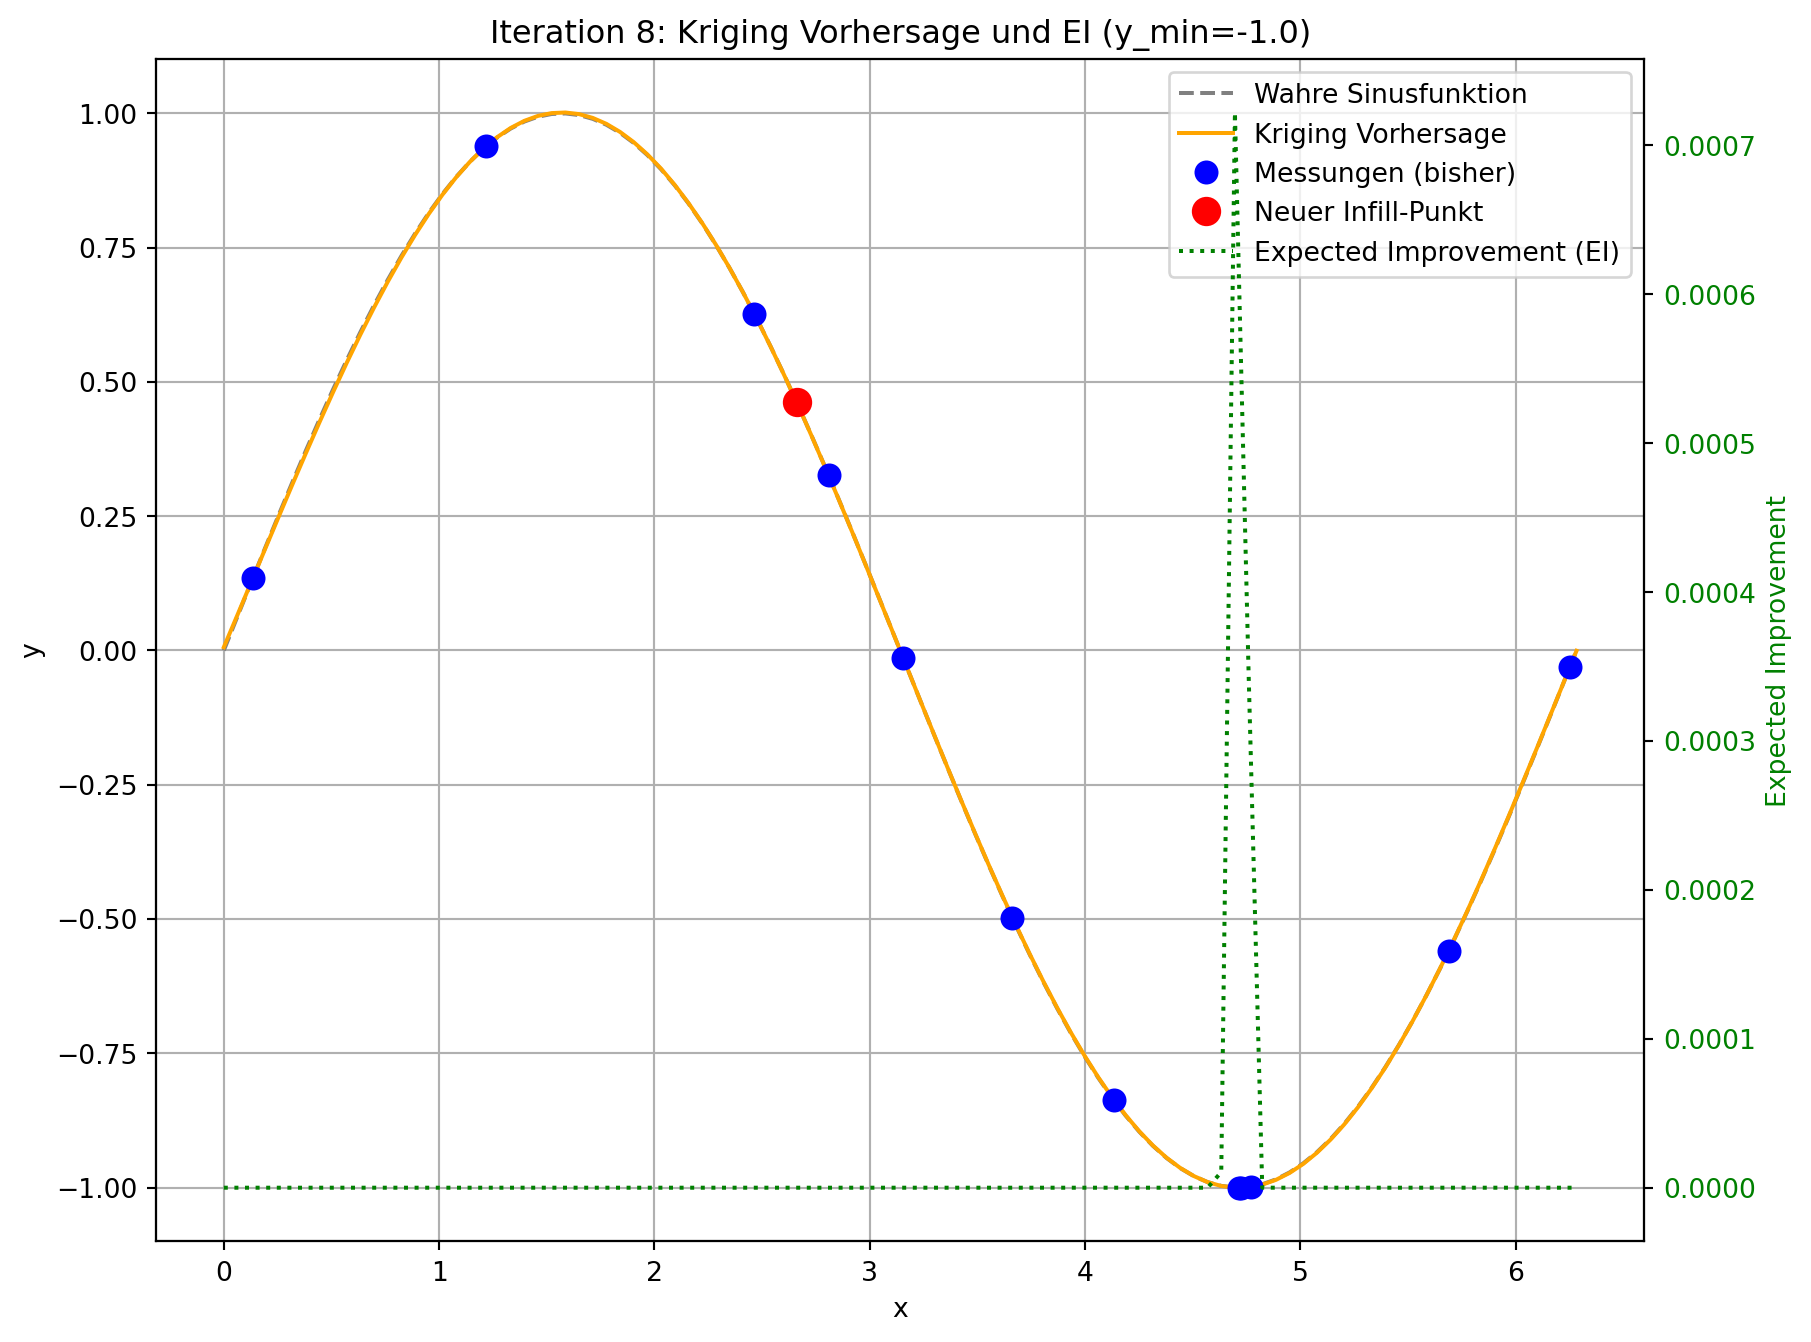 Iteration 8: Kriging Vorhersage und EI (y_min=-1.0)
Wahre Sinusfunktion
Kriging Vorhersage
Messungen (bisher)
Neuer Infill-Punkt
Expected Improvement (EI)
1.00
0.75
0.50
0.25
0.00
−0.25
−0.50
−0.75
−1.00
y
0
1
2
3
4
5
6
x
0.0007
0.0006
0.0005
0.0004
0.0003
0.0002
0.0001
0.0000
Expected Improvement